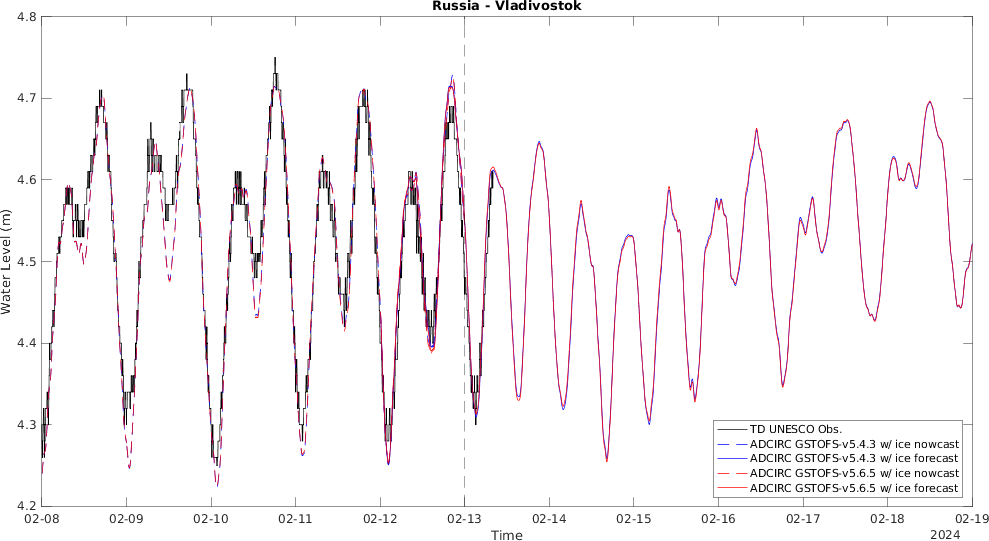 Russia - Vladivostok
4.8
4.7
4.6
4.5
4.4
4.3
4.2
Water Level (m)
TD UNESCO Obs.
ADCIRC GSTOFS-v5.4.3 w/ ice nowcast
ADCIRC GSTOFS-v5.4.3 w/ ice forecast
ADCIRC GSTOFS-v5.6.5 w/ ice nowcast
ADCIRC GSTOFS-v5.6.5 w/ ice forecast
02-08 02-09 02-10 02-11 02-12 02-13 02-14 02-15 02-16 02-17 02-18 02-19
Time
2024